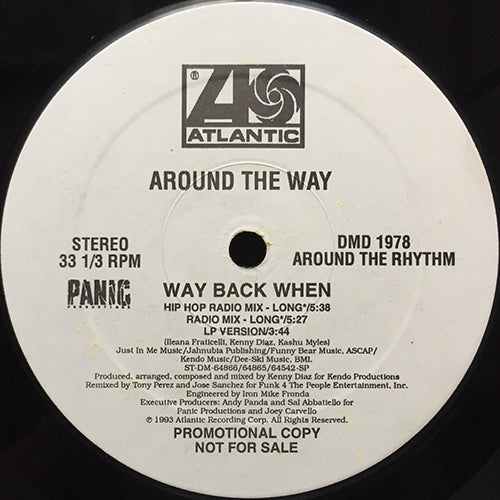 ®
ATLANTIC
AROUND THE WAY
STEREO
33 1/3 RPM
DMD 1978
AROUND THE RHYTHM
PANIC
PRODUCTIONS
WAY BACK WHEN
HIP HOP RADIO MIX - LONG*/5:38
RADIO MIX - LONG*/5:27
LP VERSION/3:44
(Ileana Fraticelli, Kenny Diaz, Kashu Myles)
Just In Me Music/Jahnubia Publishing/Funny Bear Music, ASCAP/
Kendo Music/Dee-Ski Music, BMI.
ST-DM-64866/64865/64542-SP
Produced, arranged, composed and mixed by Kenny Diaz for Kendo Productions
Remixed by Tony Perez and Jose Sanchez for Funk 4 The People Entertainment, Inc.
Engineered by Iron Mike Fronda
Executive Producers: Andy Panda and Sal Abbatiello for
Panic Productions and Joey Carvello
℗ 1993 Atlantic Recording Corp. All Rights Reserved.
PROMOTIONAL COPY
NOT FOR SALE